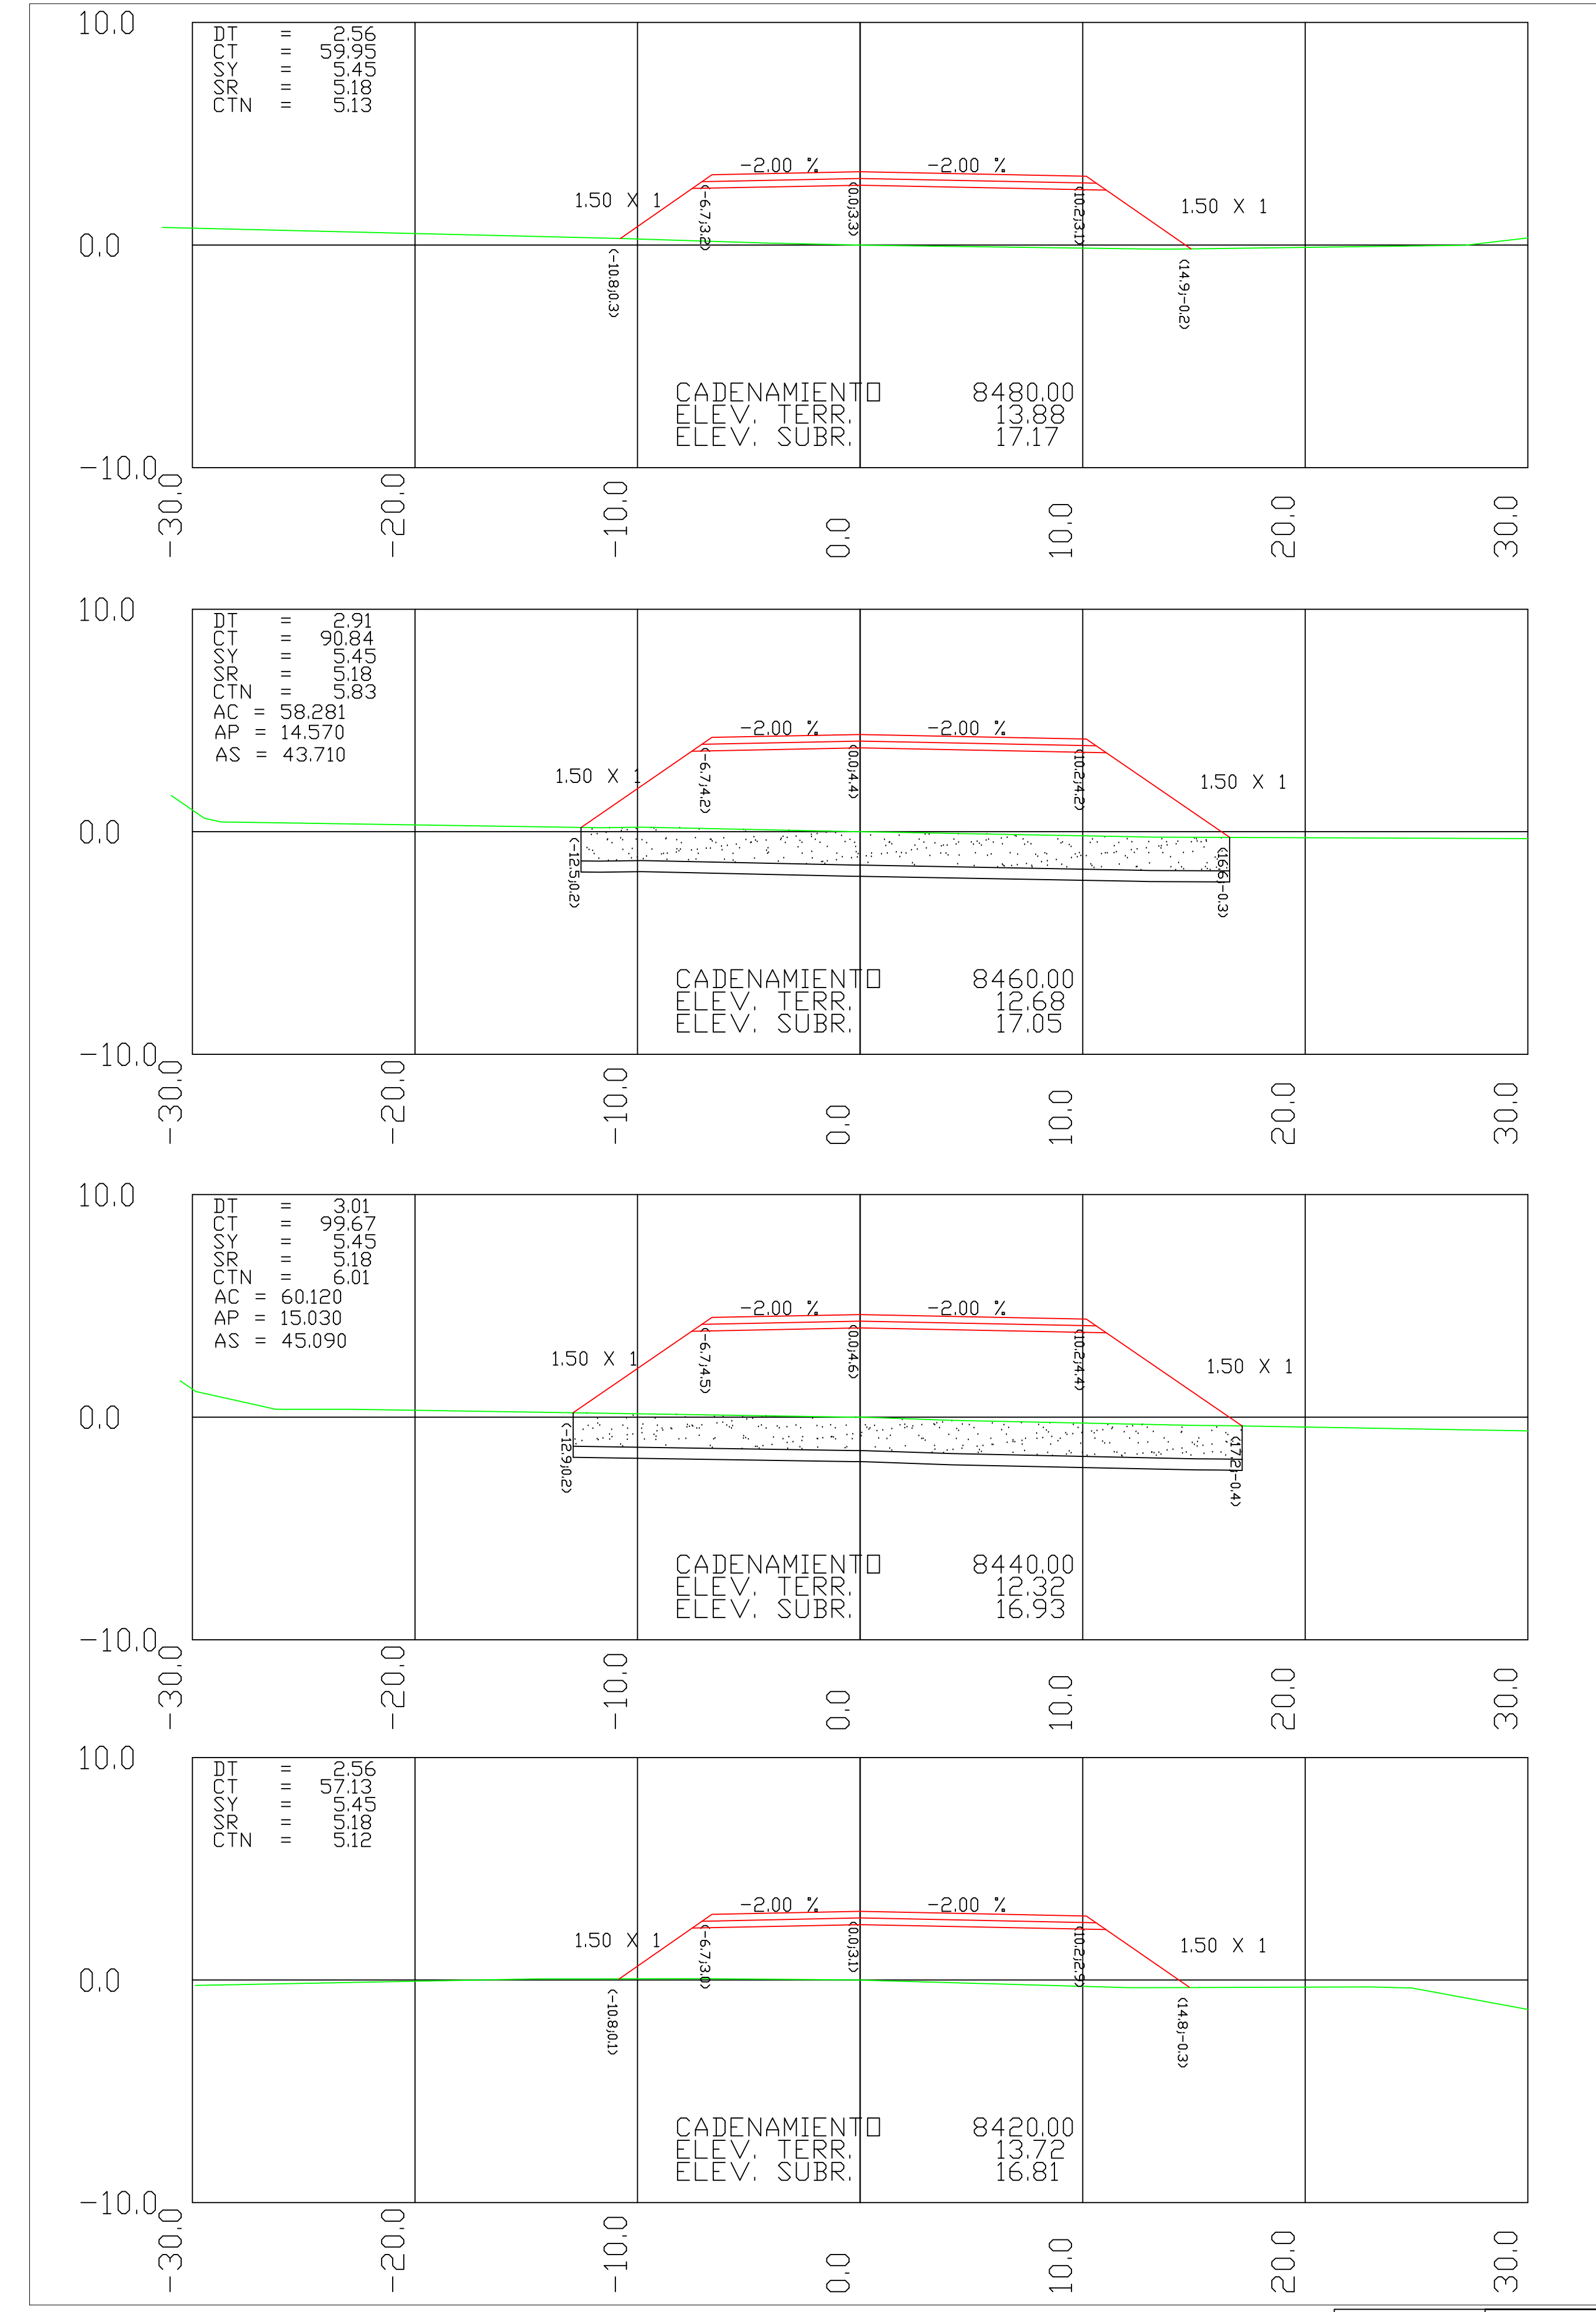 10.0
DT = 2.56
CT = 59.95
SY = 5.45
SR = 5.18
CTN = 5.13
-2.00 % -2.00 %
1.50 X 1 1.50 X 1
(-6.7;3.2) (0.0;3.3) (10.2;3.1)
0.0
(-10.8;0.3) (14.9;-0.2)
CADENAMIENTO 8480.00
ELEV. TERR. 13.88
ELEV. SUBR. 17.17
-10.0
-30.0 -20.0 -10.0 0.0 10.0 20.0 30.0
10.0
DT = 2.91
CT = 90.84
SY = 5.45
SR = 5.18
CTN = 5.83
AC = 58.281
AP = 14.570
AS = 43.710
-2.00 % -2.00 %
1.50 X 1 1.50 X 1
(-6.7;4.2) (0.0;4.4) (10.2;4.2)
0.0
(-12.5;0.2) (16.6;-0.3)
CADENAMIENTO 8460.00
ELEV. TERR. 12.68
ELEV. SUBR. 17.05
-10.0
-30.0 -20.0 -10.0 0.0 10.0 20.0 30.0
10.0
DT = 3.01
CT = 99.67
SY = 5.45
SR = 5.18
CTN = 6.01
AC = 60.120
AP = 15.030
AS = 45.090
-2.00 % -2.00 %
1.50 X 1 1.50 X 1
(-6.7;4.5) (0.0;4.6) (10.2;4.4)
0.0
(-12.9;0.2) (17.2;-0.4)
CADENAMIENTO 8440.00
ELEV. TERR. 12.32
ELEV. SUBR. 16.93
-10.0
-30.0 -20.0 -10.0 0.0 10.0 20.0 30.0
10.0
DT = 2.56
CT = 57.13
SY = 5.45
SR = 5.18
CTN = 5.12
-2.00 % -2.00 %
1.50 X 1 1.50 X 1
(-6.7;3.0) (0.0;3.1) (10.2;2.9)
0.0
(-10.8;0.1) (14.8;-0.3)
CADENAMIENTO 8420.00
ELEV. TERR. 13.72
ELEV. SUBR. 16.81
-10.0
-30.0 -20.0 -10.0 0.0 10.0 20.0 30.0